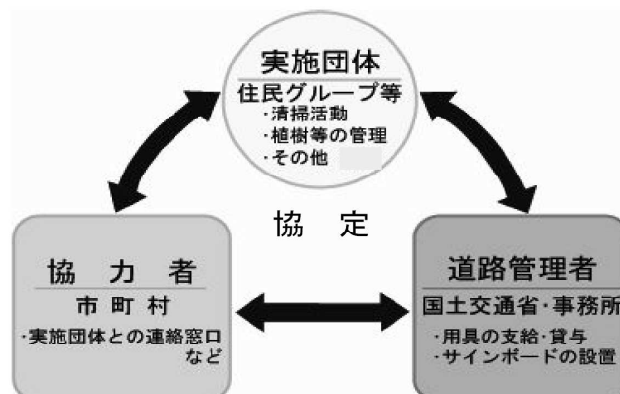 実施団体
住民グループ等
・清掃活動
・植樹等の管理
・その他
協 定
協 力 者
市 町 村
・実施団体との連絡窓口
など
道路管理者
国土交通省・事務所
・用具の支給・貸与
・サインボードの設置